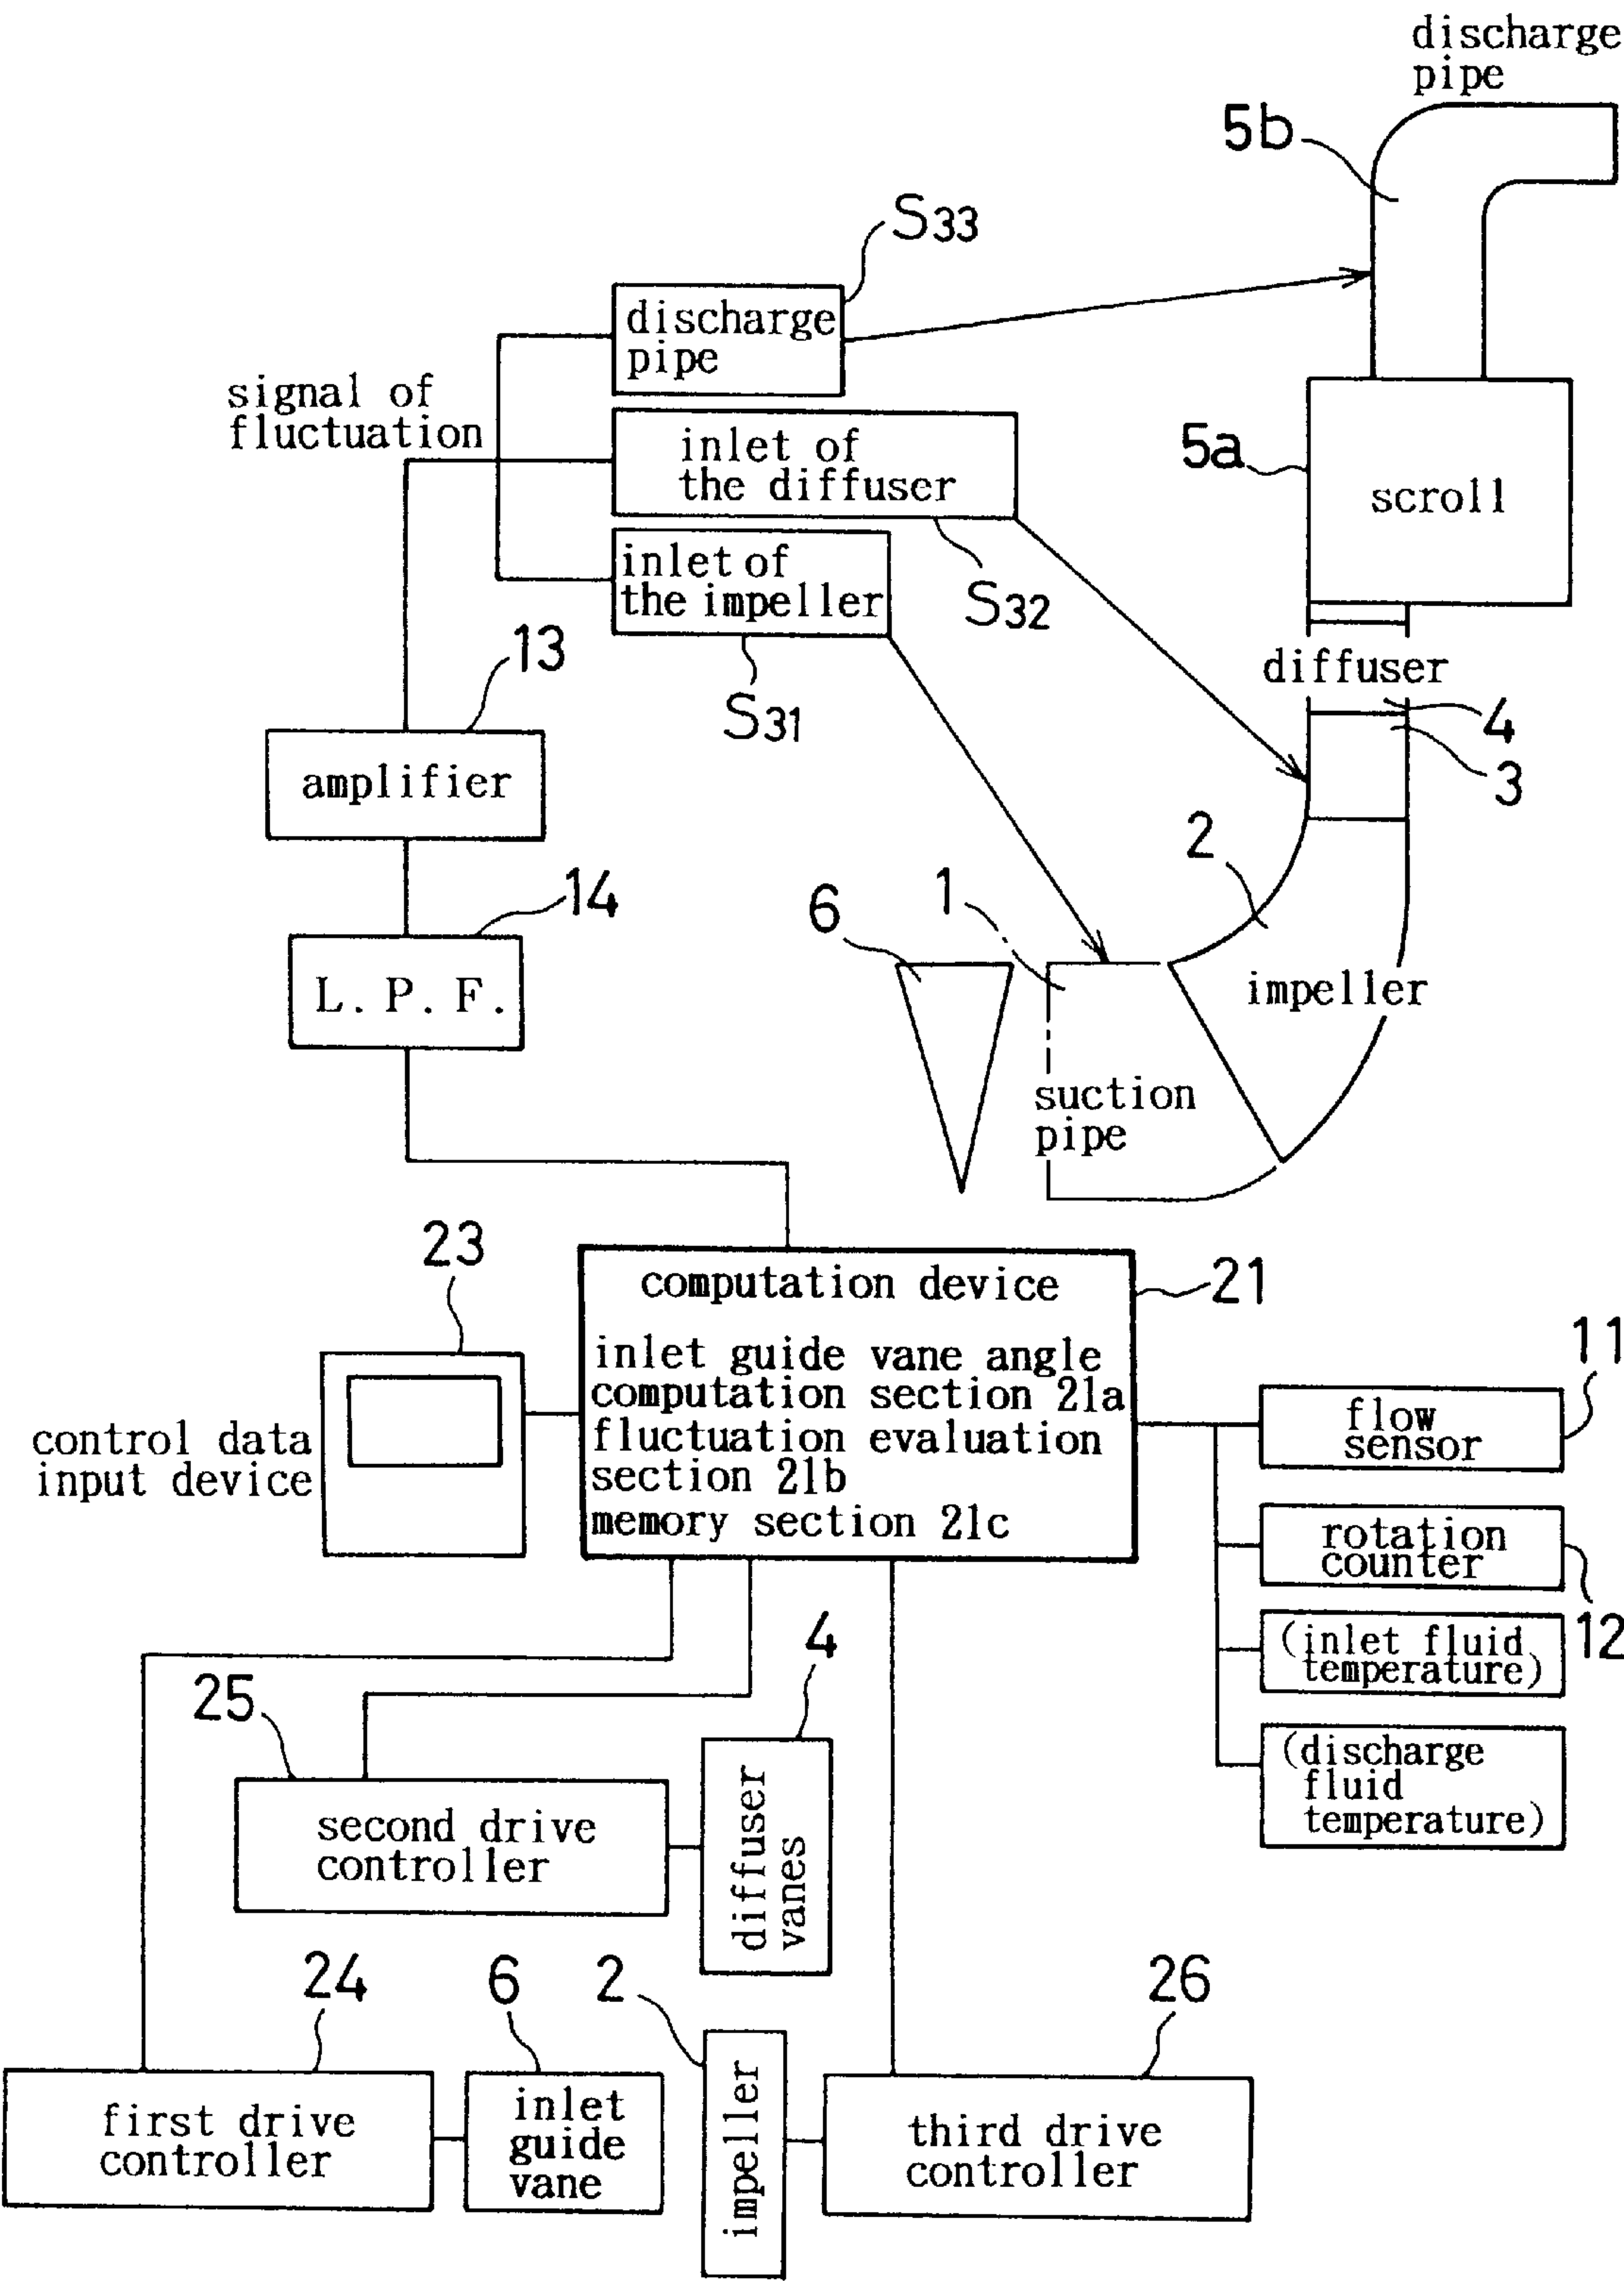 discharge
pipe
5b
S33
discharge
pipe
signal of
fluctuation
inlet of
the diffuser
5a
scroll
inlet of
the impeller
S32
13
S31
diffuser
4
3
amplifier
2
14
1
6
L. P. F.
impeller
suction
pipe
23
computation device
21
inlet guide vane angle
computation section 21a
fluctuation evaluation
section 21b
memory section 21c
control data
input device
11
flow
sensor
rotation
counter
12
(inlet fluid
temperature)
(discharge
fluid
temperature)
25
4
second drive
controller
diffuser
vanes
24
6
2
26
first drive
controller
inlet
guide
vane
impeller
third drive
controller